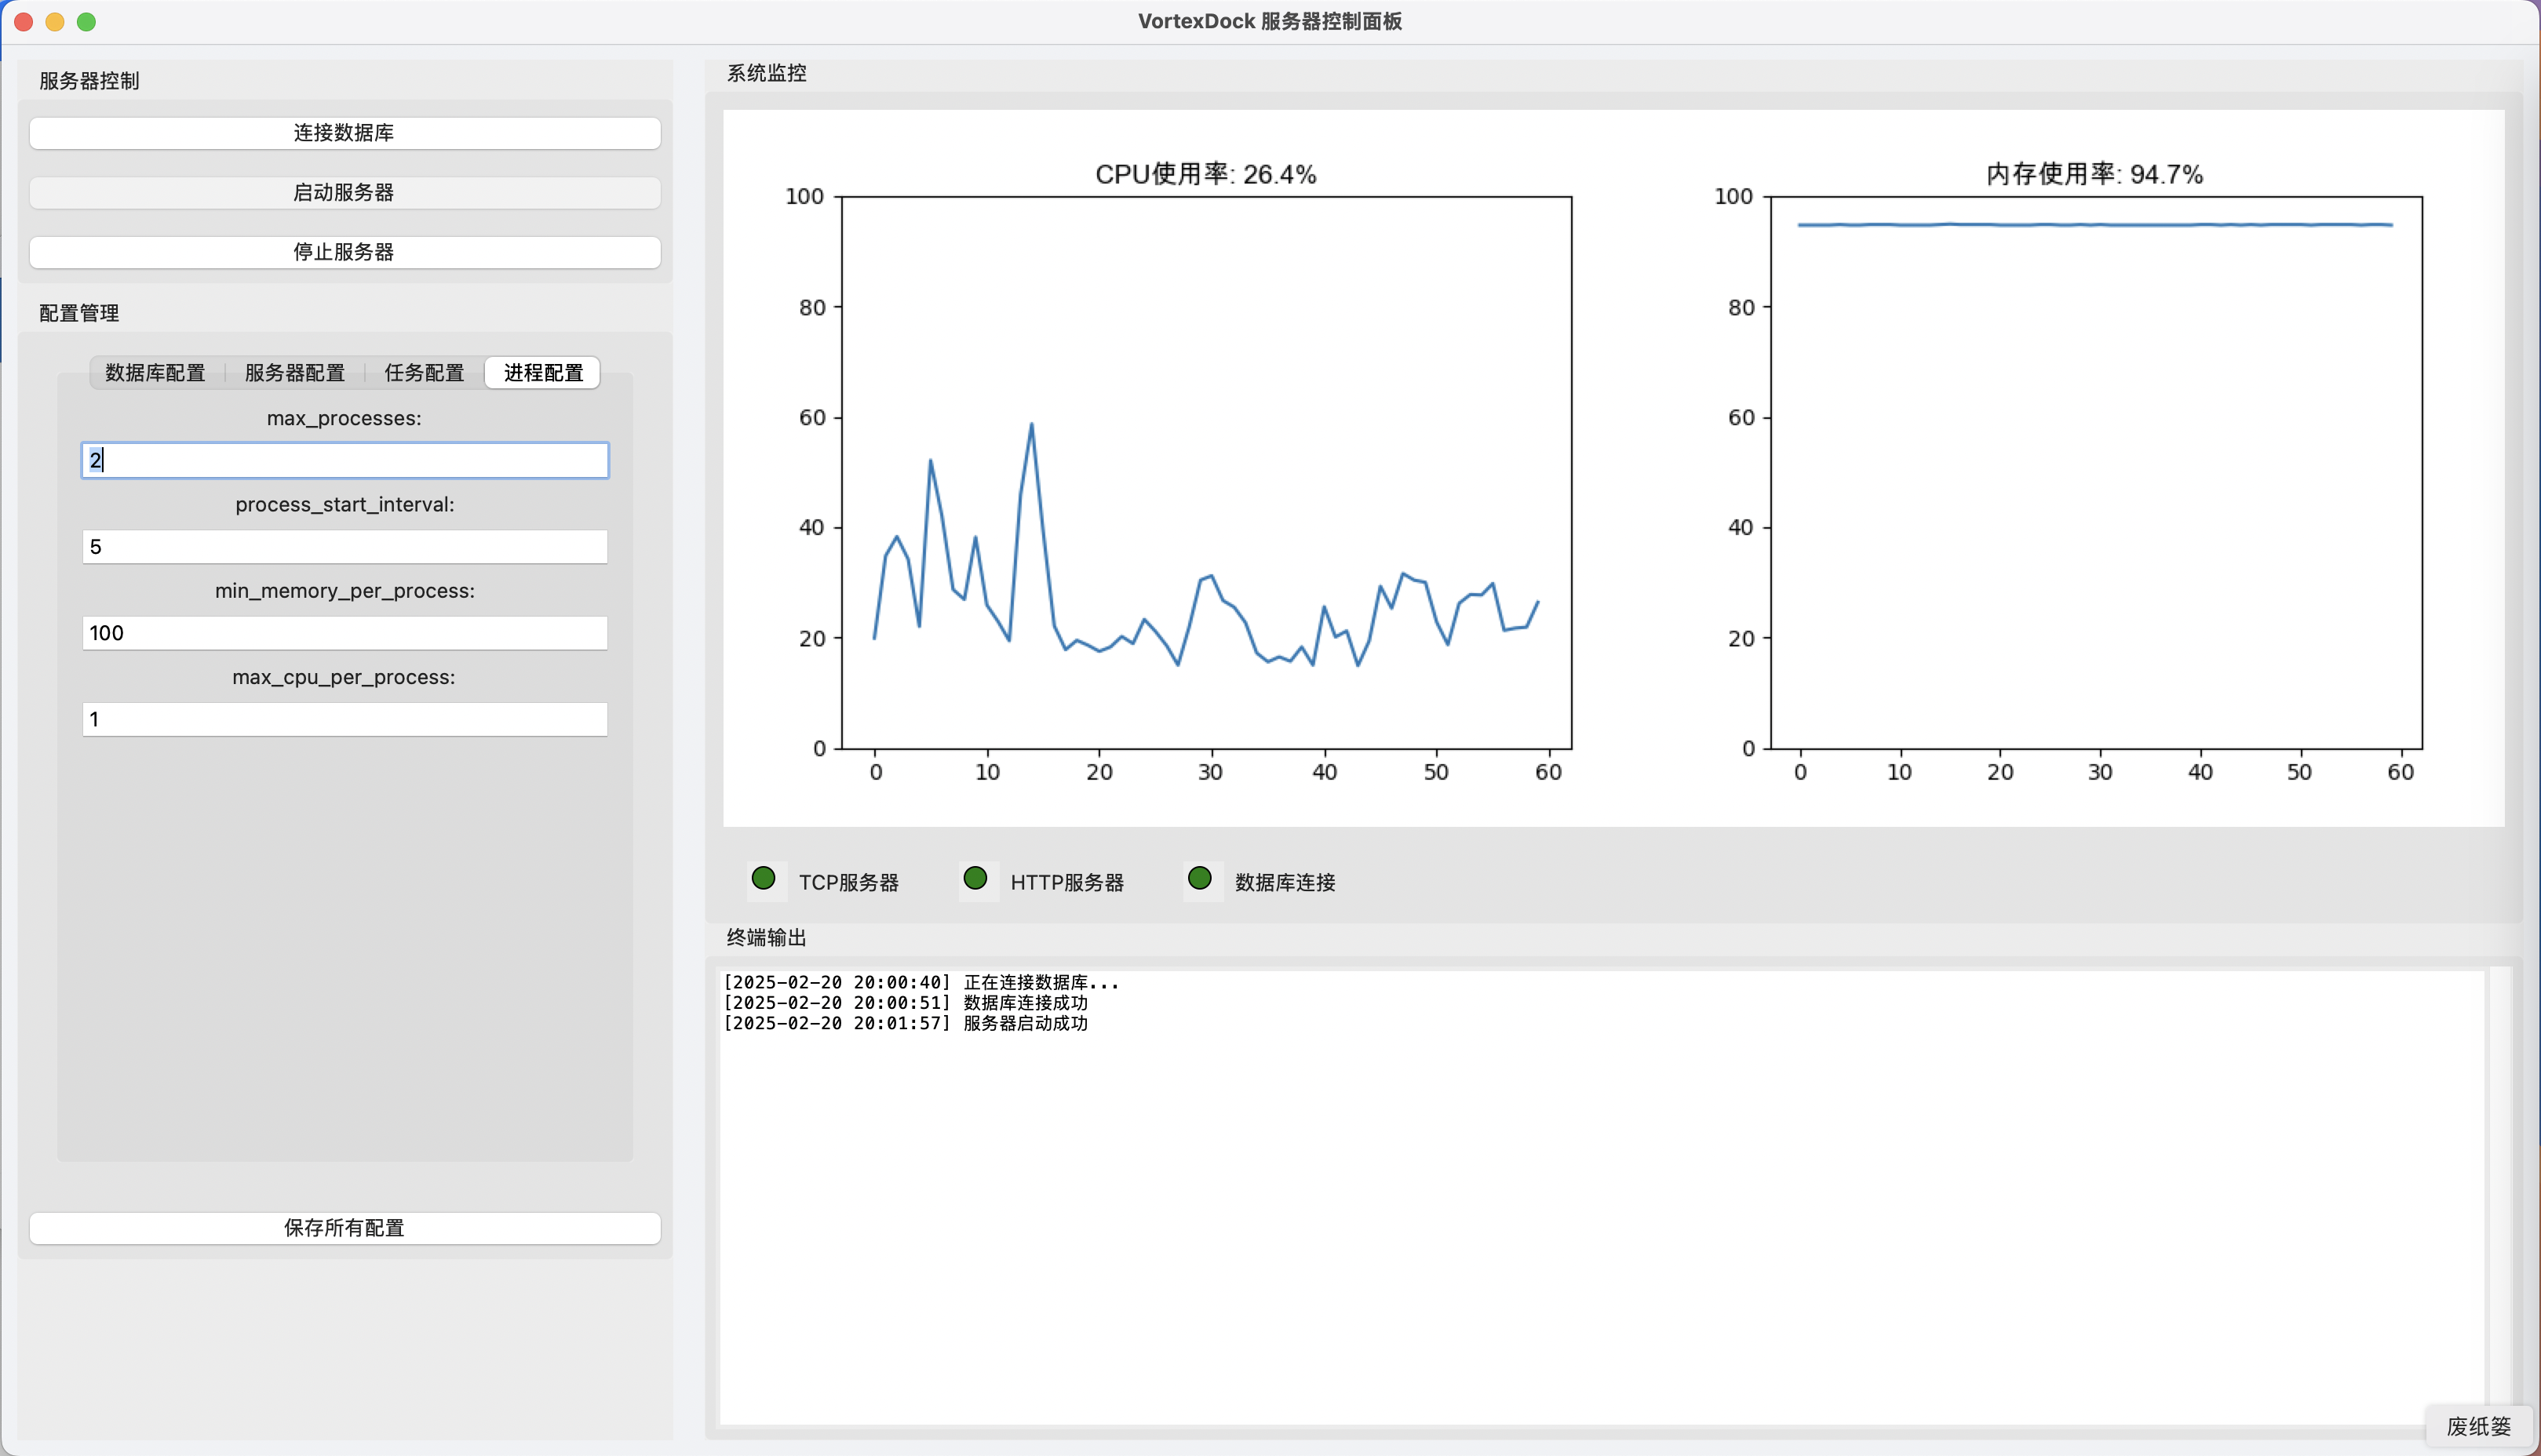 VortexDock 服务器控制面板
服务器控制
连接数据库
启动服务器
停止服务器
配置管理
数据库配置 服务器配置 任务配置 进程配置
max_processes:
2
process_start_interval:
5
min_memory_per_process:
100
max_cpu_per_process:
1
保存所有配置
系统监控
CPU使用率: 26.4%
100
80
60
40
20
0
0 10 20 30 40 50 60
内存使用率: 94.7%
100
80
60
40
20
0
0 10 20 30 40 50 60
TCP服务器 HTTP服务器 数据库连接
终端输出
[2025-02-20 20:00:40] 正在连接数据库...
[2025-02-20 20:00:51] 数据库连接成功
[2025-02-20 20:01:57] 服务器启动成功
废纸篓